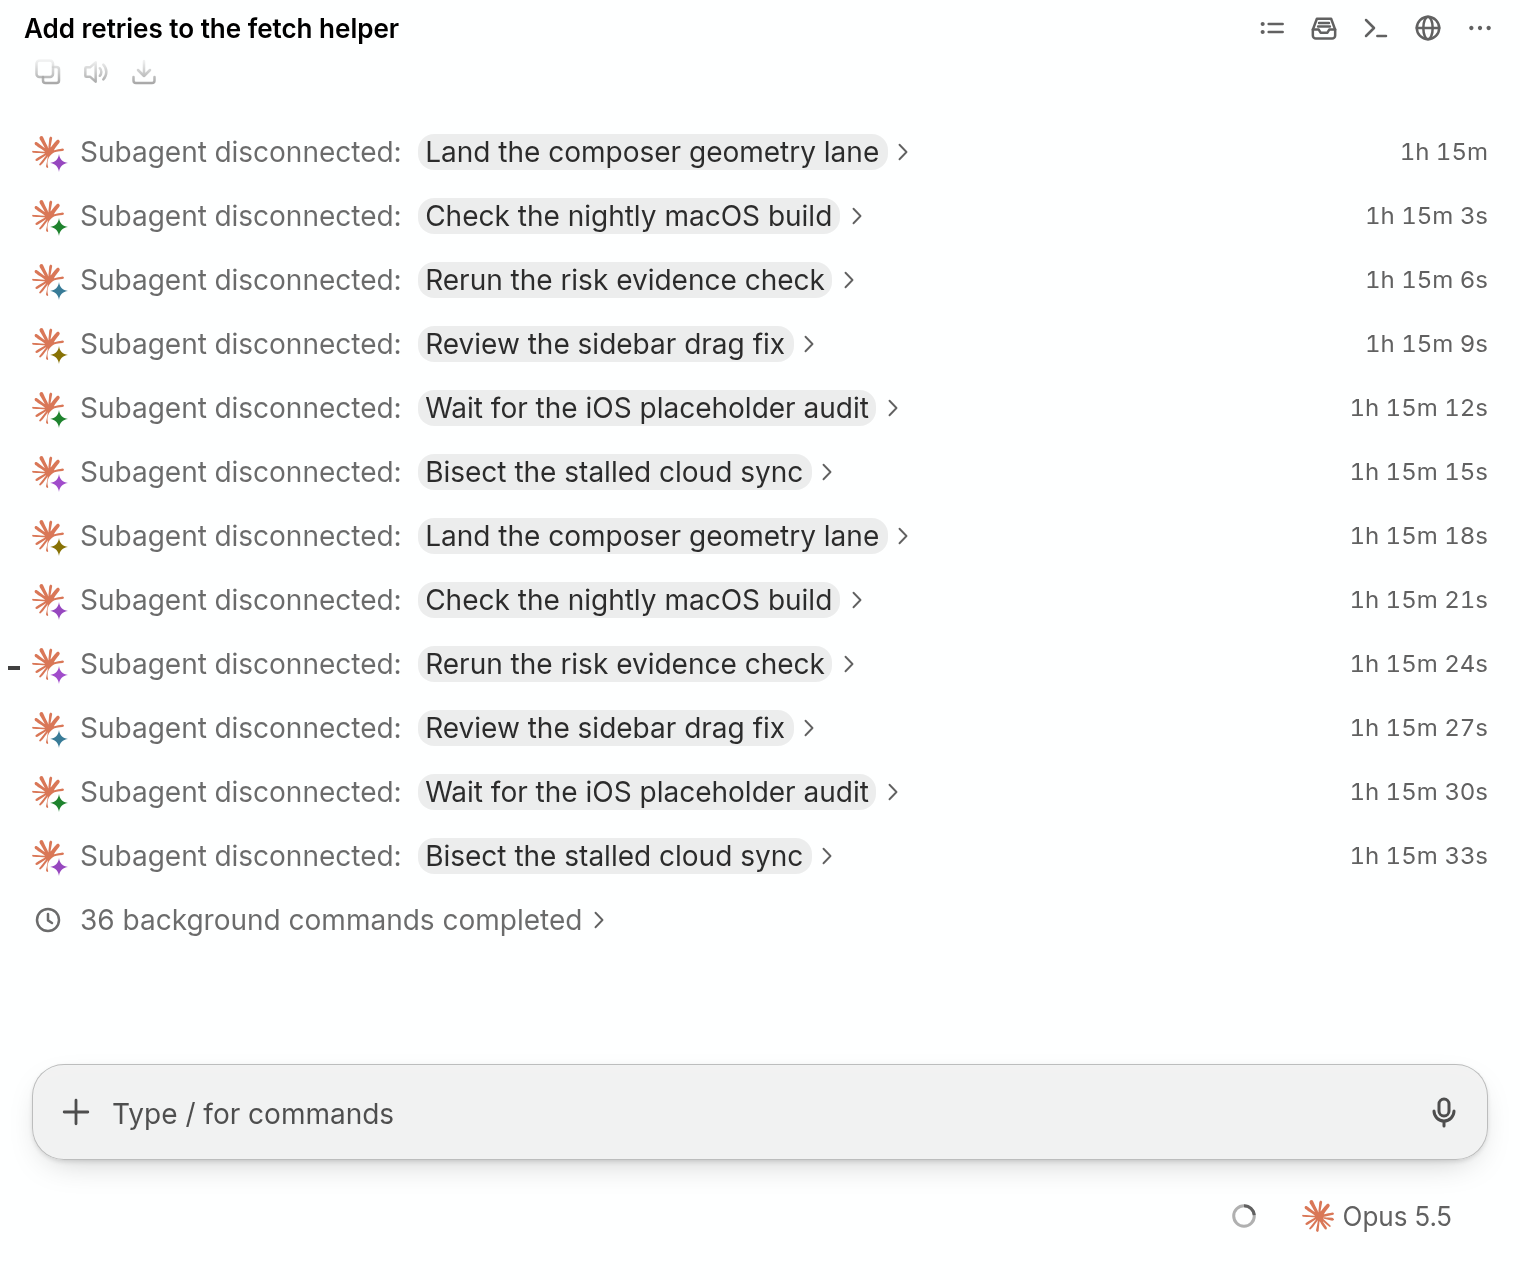 Add retries to the fetch helper
Subagent disconnected: Land the composer geometry lane 1h 15m
Subagent disconnected: Check the nightly macOS build 1h 15m 3s
Subagent disconnected: Rerun the risk evidence check 1h 15m 6s
Subagent disconnected: Review the sidebar drag fix 1h 15m 9s
Subagent disconnected: Wait for the iOS placeholder audit 1h 15m 12s
Subagent disconnected: Bisect the stalled cloud sync 1h 15m 15s
Subagent disconnected: Land the composer geometry lane 1h 15m 18s
Subagent disconnected: Check the nightly macOS build 1h 15m 21s
Subagent disconnected: Rerun the risk evidence check 1h 15m 24s
Subagent disconnected: Review the sidebar drag fix 1h 15m 27s
Subagent disconnected: Wait for the iOS placeholder audit 1h 15m 30s
Subagent disconnected: Bisect the stalled cloud sync 1h 15m 33s
36 background commands completed
Type / for commands
Opus 5.5